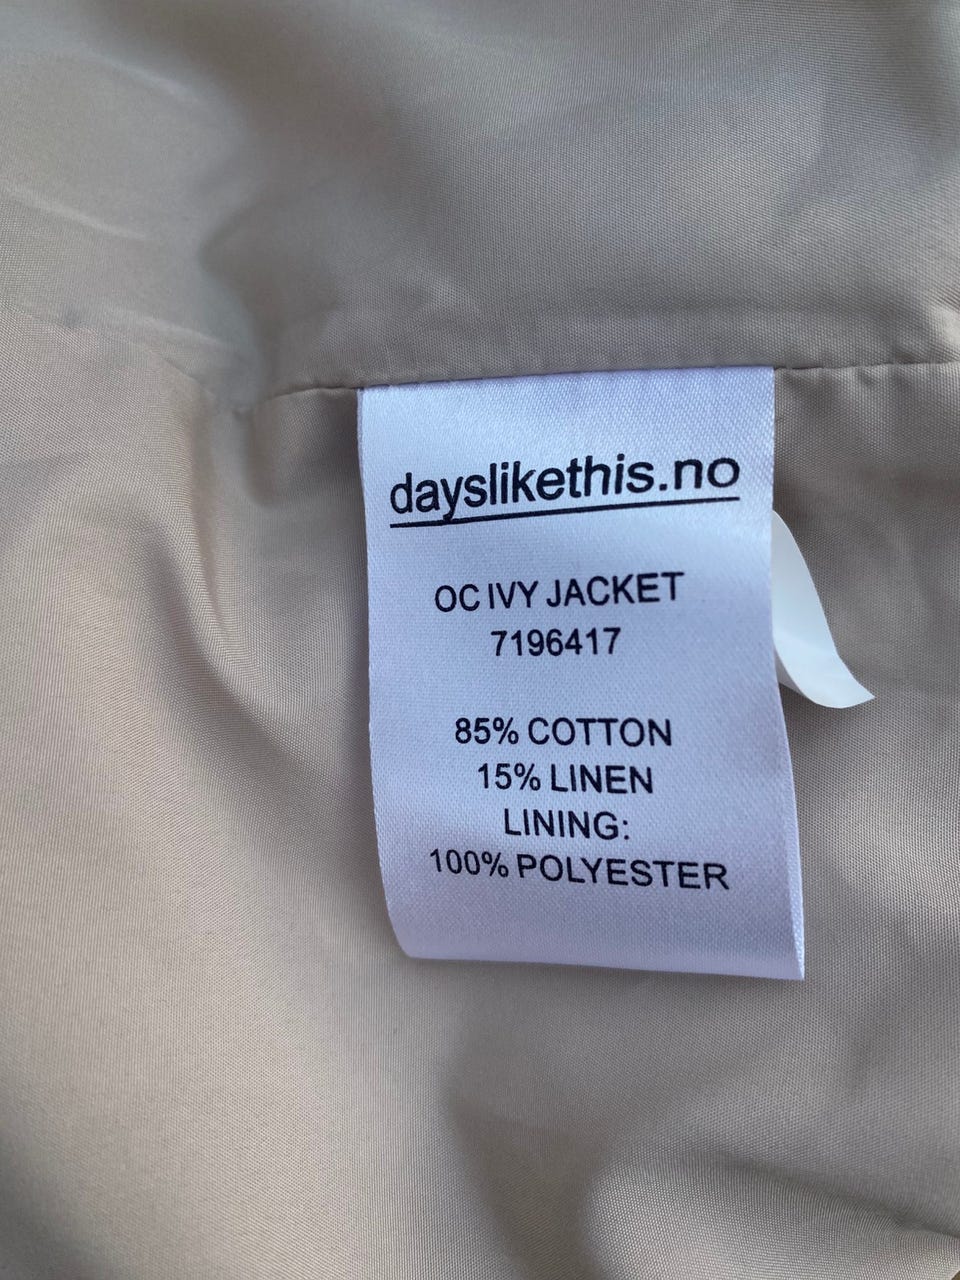 dayslikethis.no
OC IVY JACKET
7196417
85% COTTON
15% LINEN
LINING:
100% POLYESTER